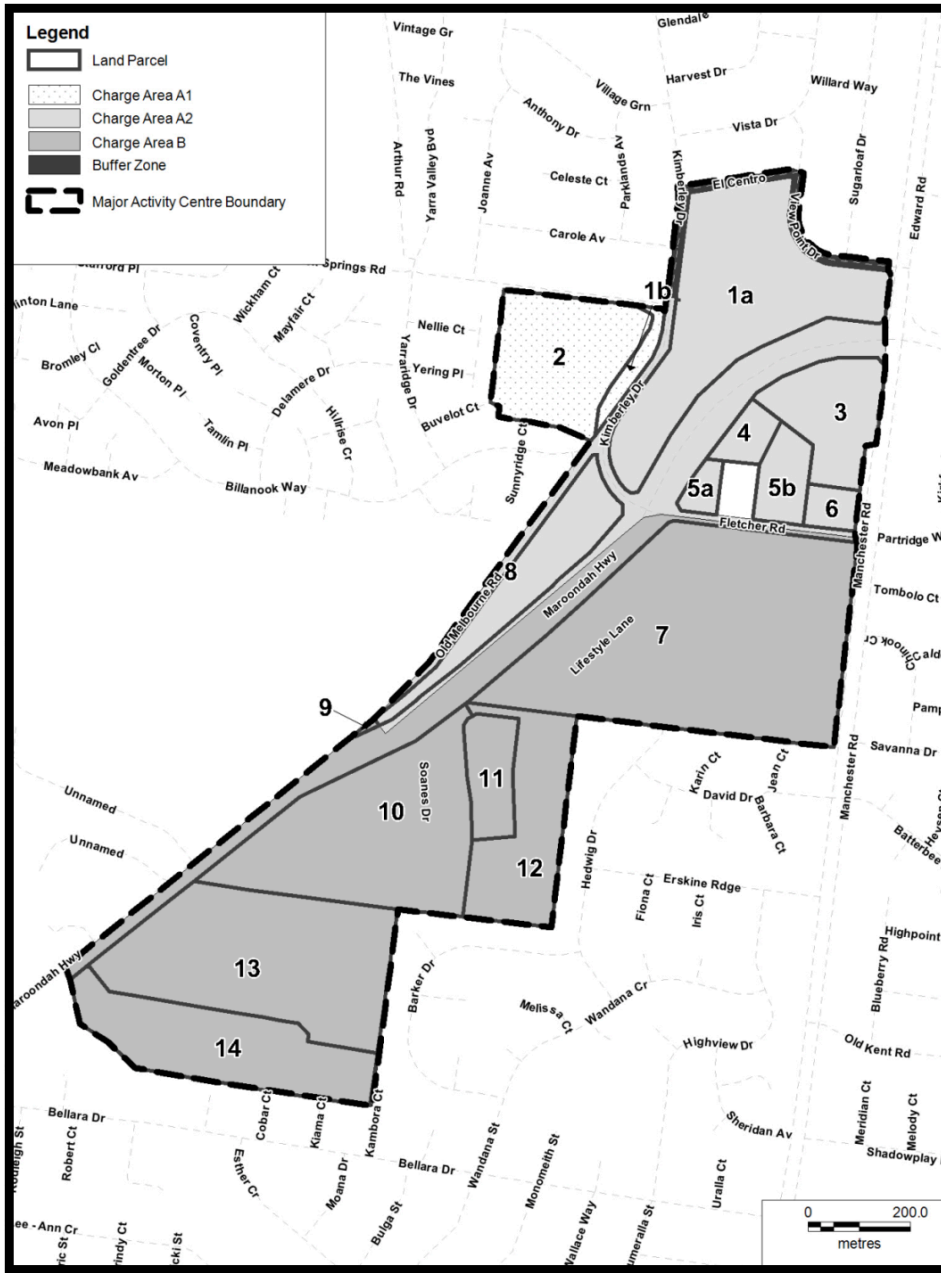 Legend
Land Parcel
Charge Area A1
Charge Area A2
Charge Area B
Buffer Zone
Major Activity Centre Boundary
Vintage Gr
Glendale
The Vines
Village Grn
Harvest Dr
Willard Way
Anthony Dr
Vista Dr
Arthur Rd
Yarra Valley Bvd
Joanne Av
Celeste Ct
Parklands Av
Kimberley Dr
El Centro
Sugarloaf Dr
Edward Rd
View Point Dr
Carole Av
Springs Rd
Wickham Ct
Mayfair Ct
1b
1a
Coventry Pl
Goldentree Dr
Nellie Ct
2
Bromley Cl
Morton Pl
Delamere Dr
Yarraridge Dr
Yering Pl
Kimberley Dr
3
Avon Pl
Tamlin Pl
Hillrise Cr
Buvelot Ct
4
Sunnyridge Ct
Meadowbank Av
Billanook Way
5a
5b
6
Fletcher Rd
Manchester Rd
8
Old Melbourne Rd
Maroondah Hwy
Tombolo Ct
7
Lifestyle Lane
Chinook Cr
9
Savanna Dr
Karin Ct
Jean Ct
Manchester Rd
11
Unnamed
10
Soanes Dr
David Dr
Barbara Ct
Unnamed
12
Hedwig Dr
Erskine Rdge
Fiona Ct
Iris Ct
13
Barker Dr
Melissa Ct
Wandana Cr
Blueberry Rd
14
Highview Dr
Old Kent Rd
Bellara Dr
Cobar Ct
Kiama Ct
Kambora Ct
Meridian Ct
Melody Ct
Robert Ct
Sheridan Av
Esther Cr
Moana Dr
Bellara Dr
Wandana St
Monomeith St
Uralla Ct
Shadowplay
Bulga St
Wallace Way
0 200.0
metres